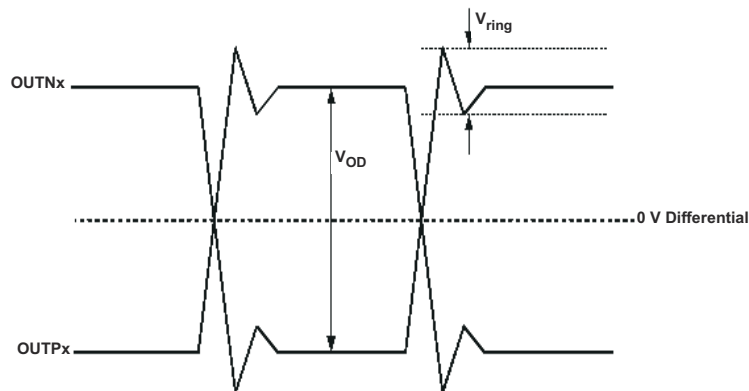 V_ring
OUTNx
V_OD
0 V Differential
OUTPx